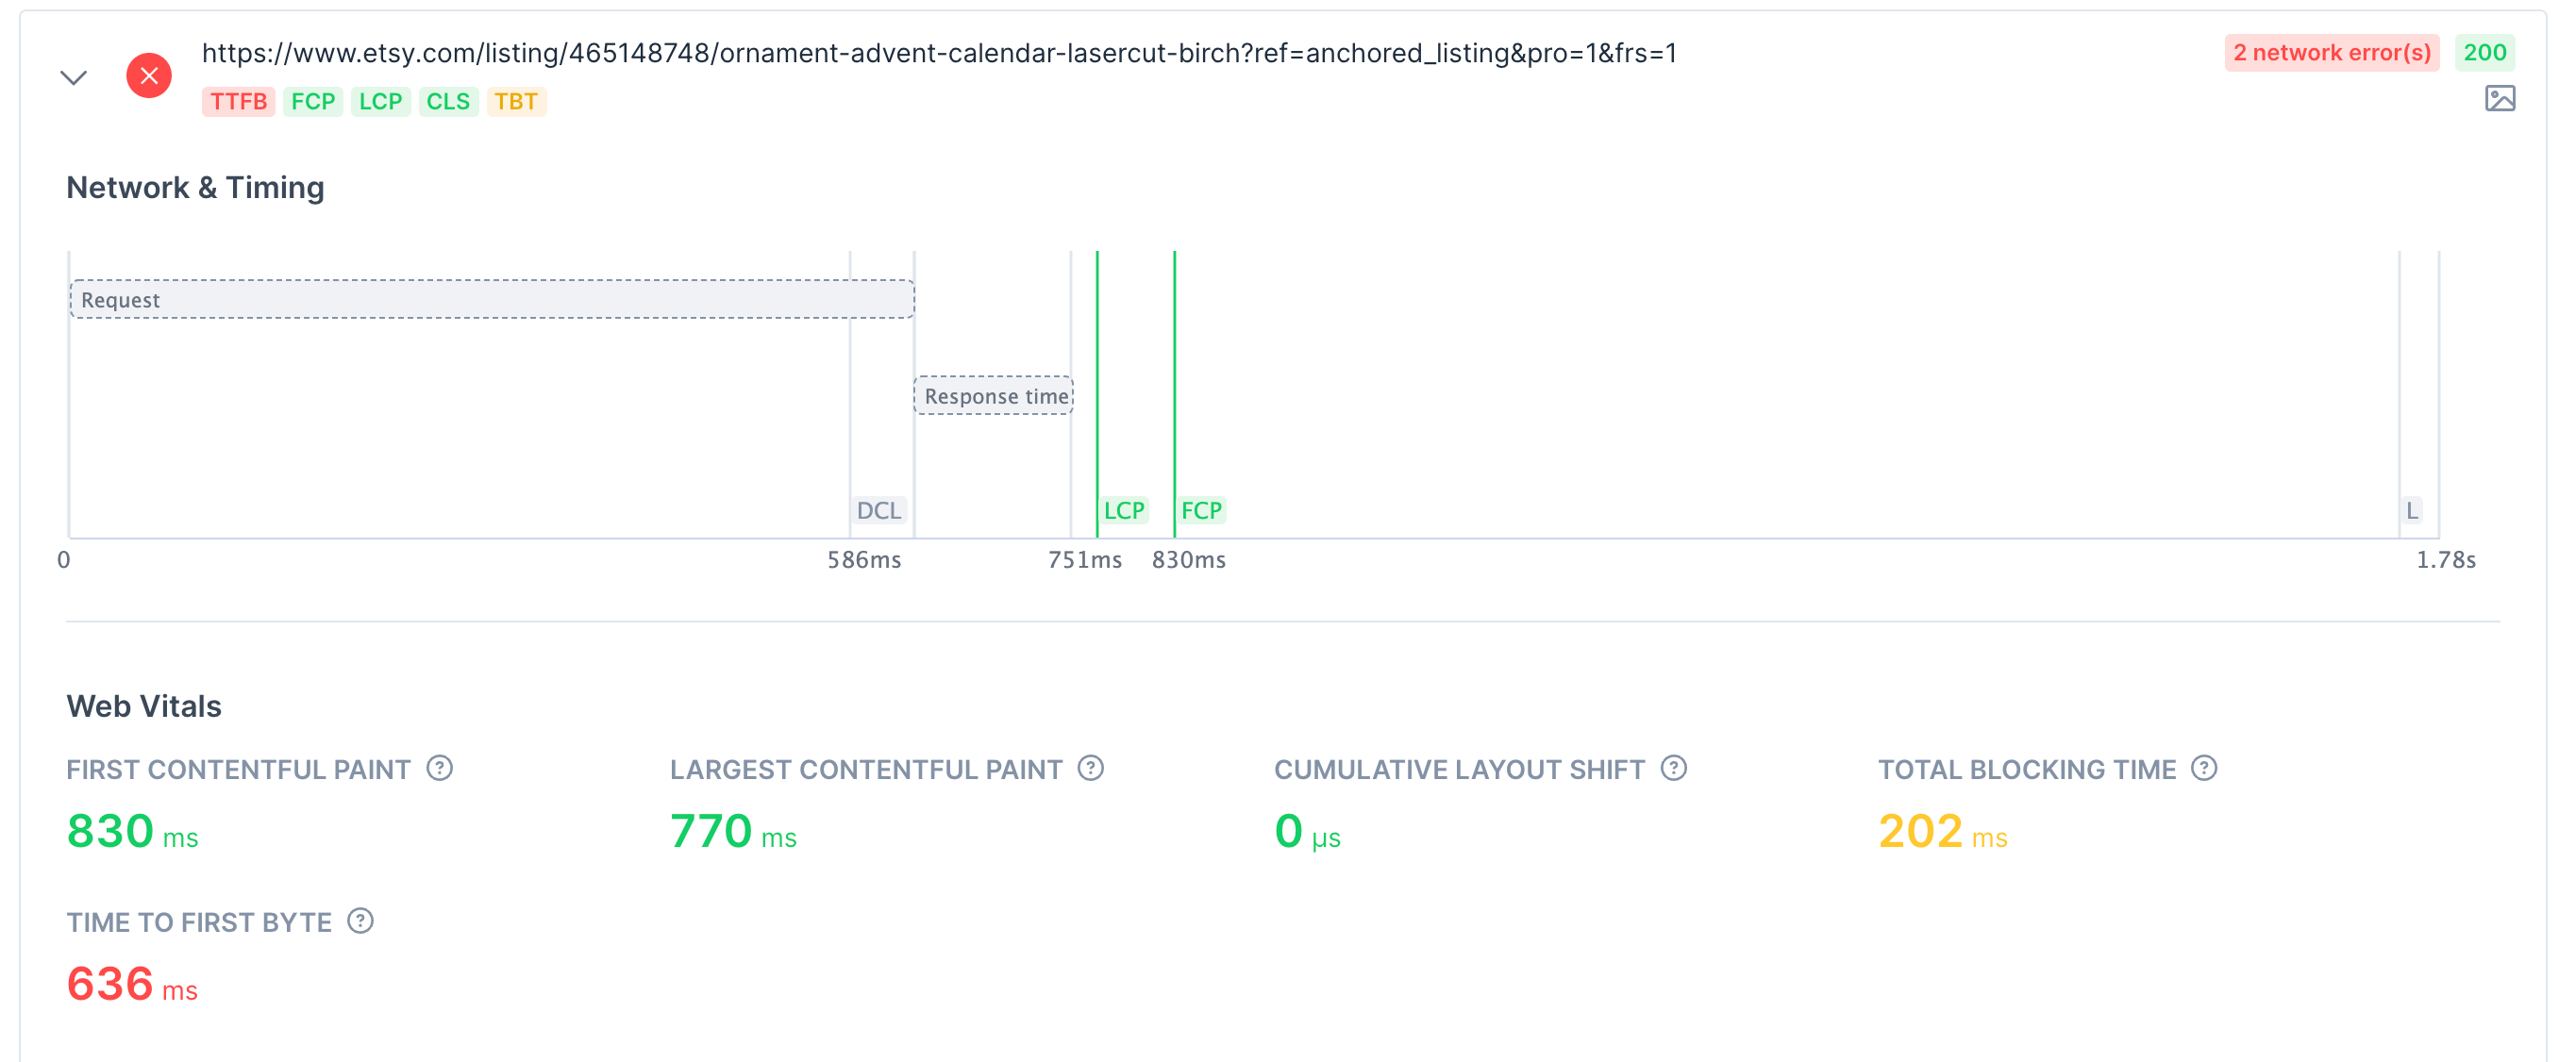 https://www.etsy.com/listing/465148748/ornament-advent-calendar-lasercut-birch?ref=anchored_listing&pro=1&frs=1
2 network error(s) 200
TTFB FCP LCP CLS TBT
Network & Timing
Request
Response time
DCL LCP FCP L
0 586ms 751ms 830ms 1.78s
Web Vitals
FIRST CONTENTFUL PAINT ? LARGEST CONTENTFUL PAINT ? CUMULATIVE LAYOUT SHIFT ? TOTAL BLOCKING TIME ?
830 ms 770 ms 0 µs 202 ms
TIME TO FIRST BYTE ?
636 ms